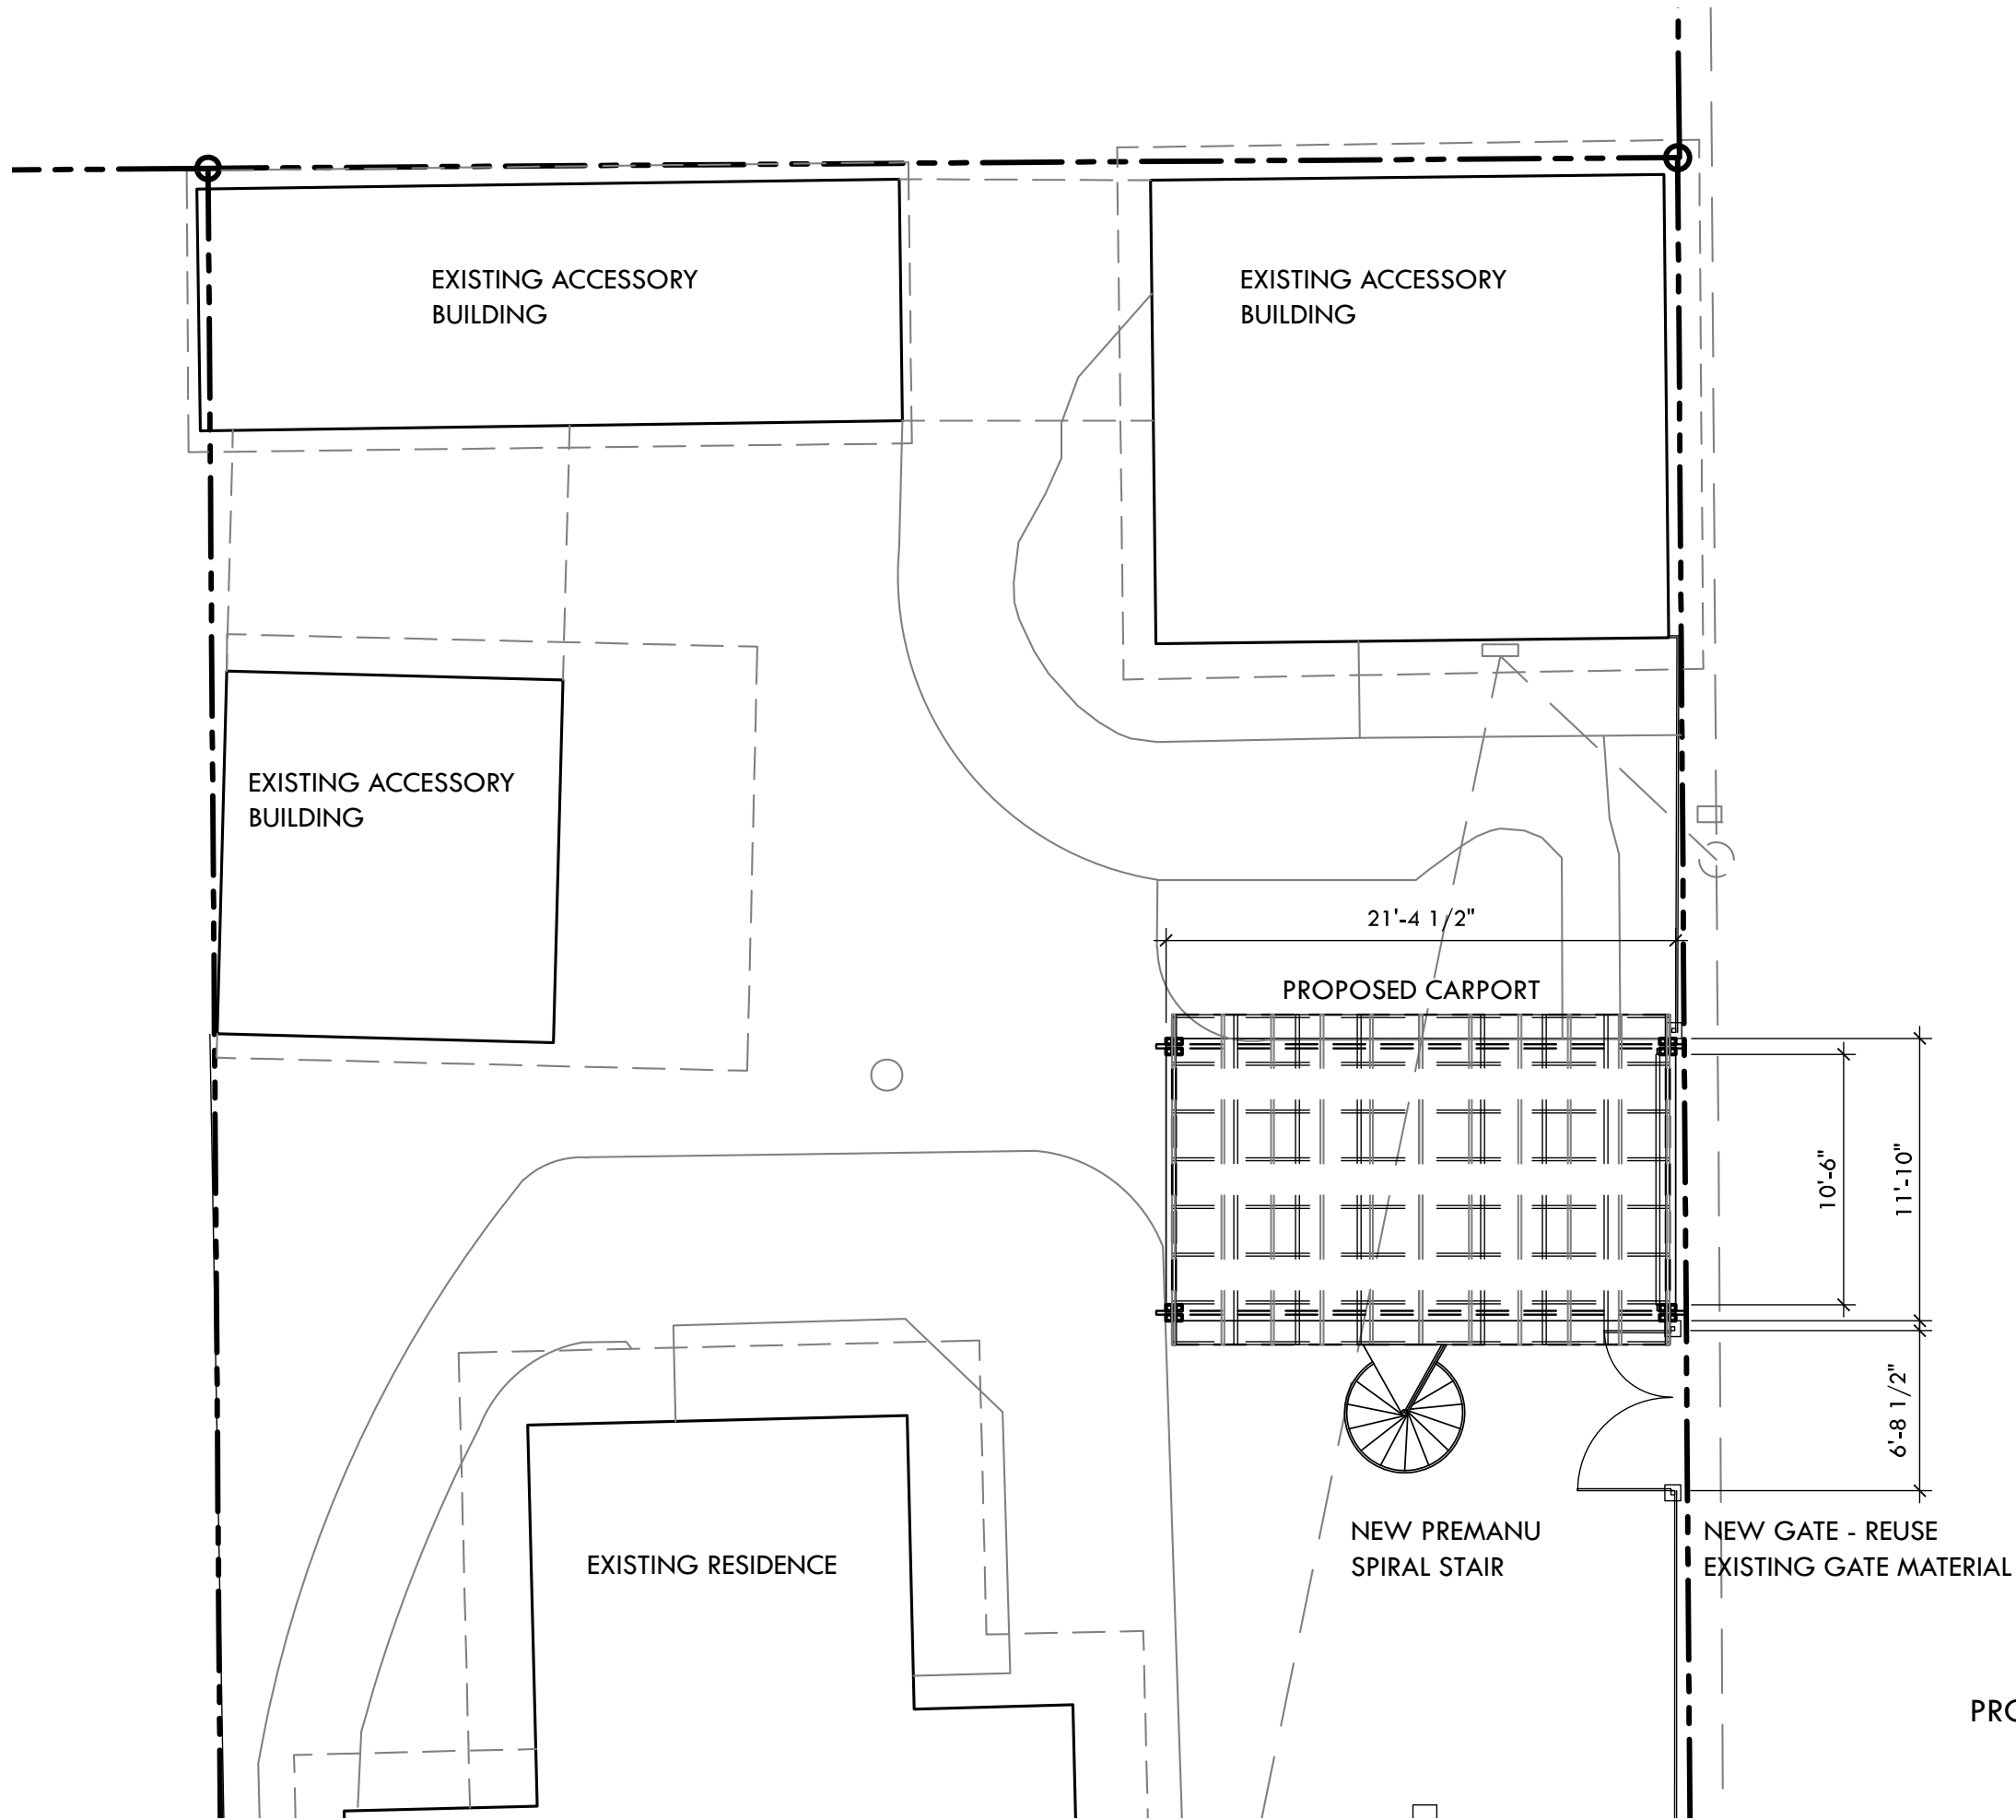 EXISTING ACCESSORY
BUILDING
EXISTING ACCESSORY
BUILDING
EXISTING ACCESSORY
BUILDING
21'-4 1/2"
PROPOSED CARPORT
10'-6"
11'-10"
6'-8 1/2"
NEW PREMANU
SPIRAL STAIR
NEW GATE - REUSE
EXISTING GATE MATERIAL
EXISTING RESIDENCE
PRO